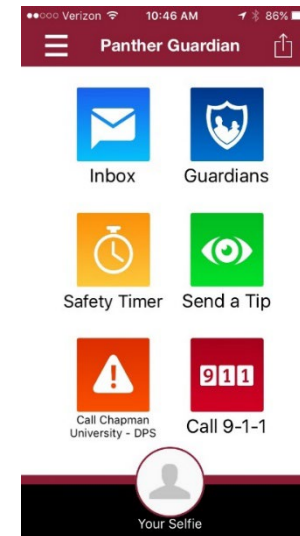 Verizon 10:46 AM 86%
Panther Guardian
Inbox Guardians
Safety Timer Send a Tip
911
Call Chapman
University - DPS
Call 9-1-1
Your Selfie